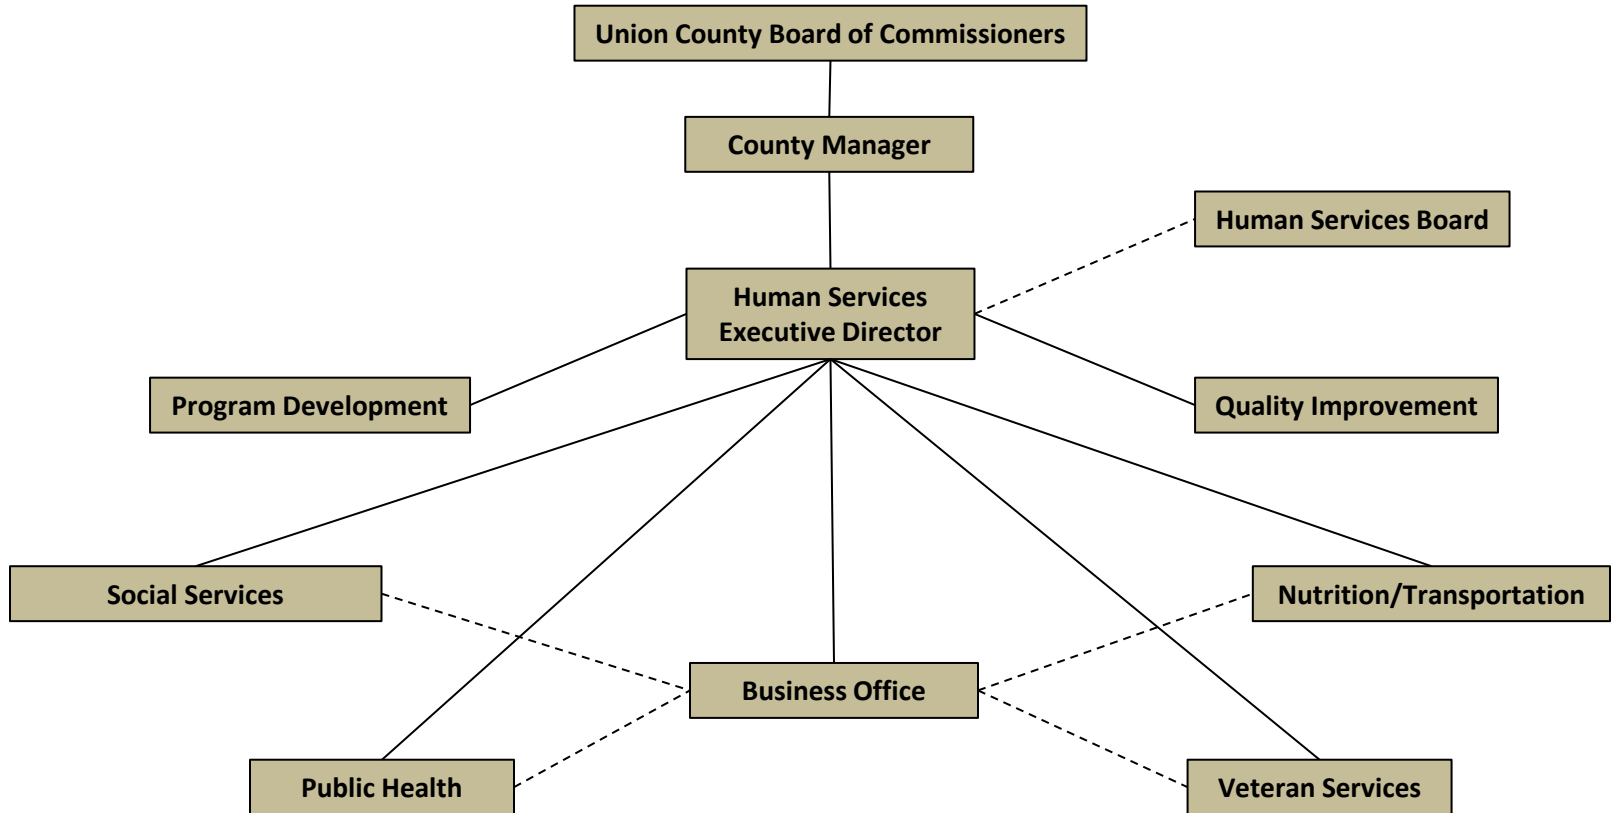 Union County Board of Commissioners
County Manager
Human Services Board
Human Services
Executive Director
Program Development
Quality Improvement
Social Services
Nutrition/Transportation
Business Office
Public Health
Veteran Services